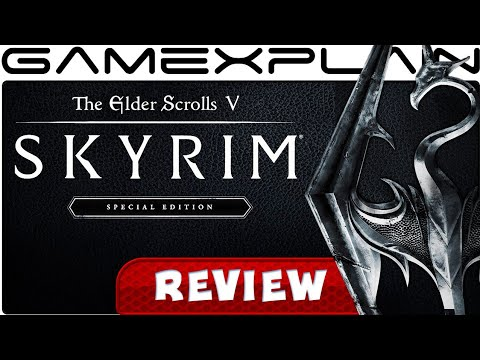 GAMEXPLAIN
The Elder Scrolls V
SKYRIM®
SPECIAL EDITION
REVIEW